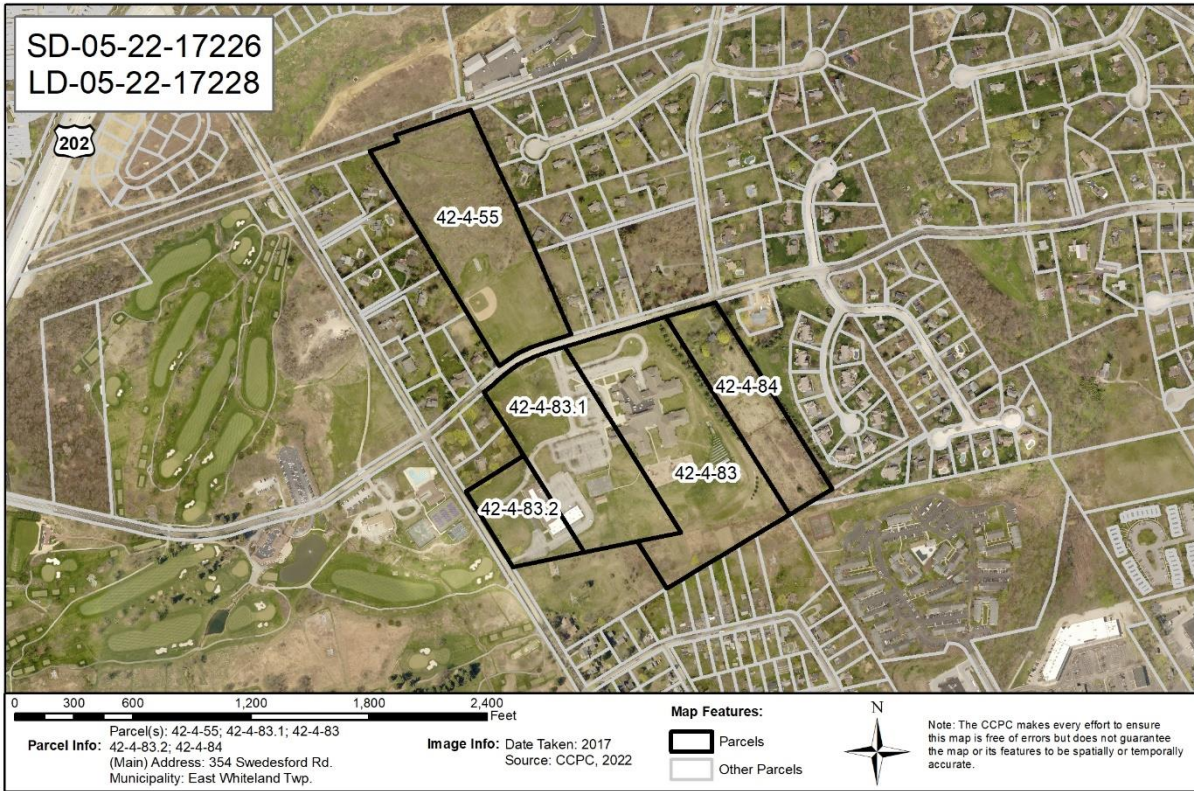 SD-05-22-17226
LD-05-22-17228
202
42-4-55
42-4-84
42-4-83.1
42-4-83
42-4-83.2
0 300 600 1,200 1,800 2,400
Feet
Parcel Info: Parcel(s): 42-4-55; 42-4-83.1; 42-4-83
42-4-83.2; 42-4-84
(Main) Address: 354 Swedesford Rd.
Municipality: East Whiteland Twp.
Image Info: Date Taken: 2017
Source: CCPC, 2022
Map Features:
Parcels
Other Parcels
N
Note: The CCPC makes every effort to ensure
this map is free of errors but does not guarantee
the map or its features to be spatially or temporally
accurate.